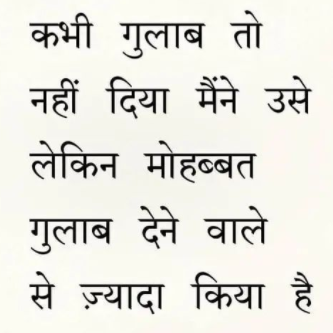 कभी गुलाब तो
नहीं दिया मैंने उसे
लेकिन मोहब्बत
गुलाब देने वाले
से ज़्यादा किया है